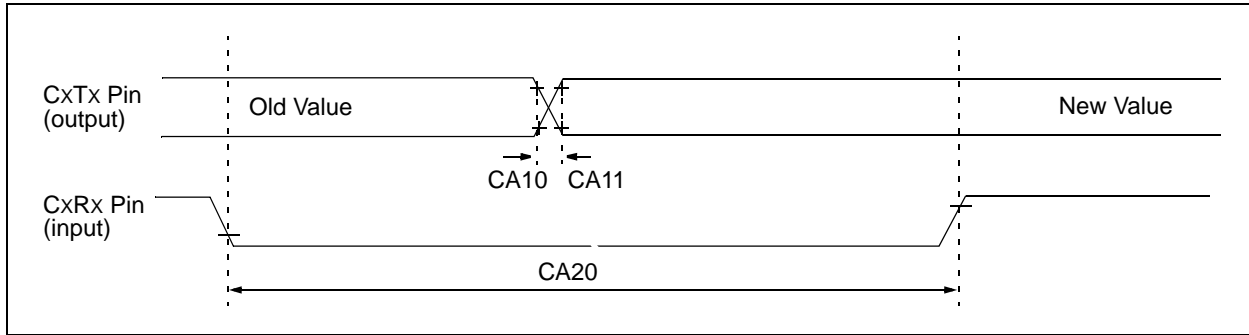 CxTx Pin
(output)
Old Value
New Value
CA10 CA11
CxRx Pin
(input)
CA20